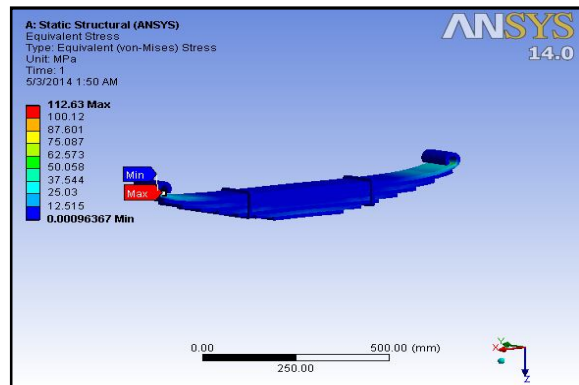 A: Static Structural (ANSYS)
Equivalent Stress
Type: Equivalent (von-Mises) Stress
Unit: MPa
Time: 1
5/3/2014 1:50 AM
ANSYS
14.0
112.63 Max
100.12
87.601
75.087
62.573
50.058
37.544
25.03
12.515
0.00096367 Min
Min
Max
0.00
500.00 (mm)
250.00
Y
X
Z